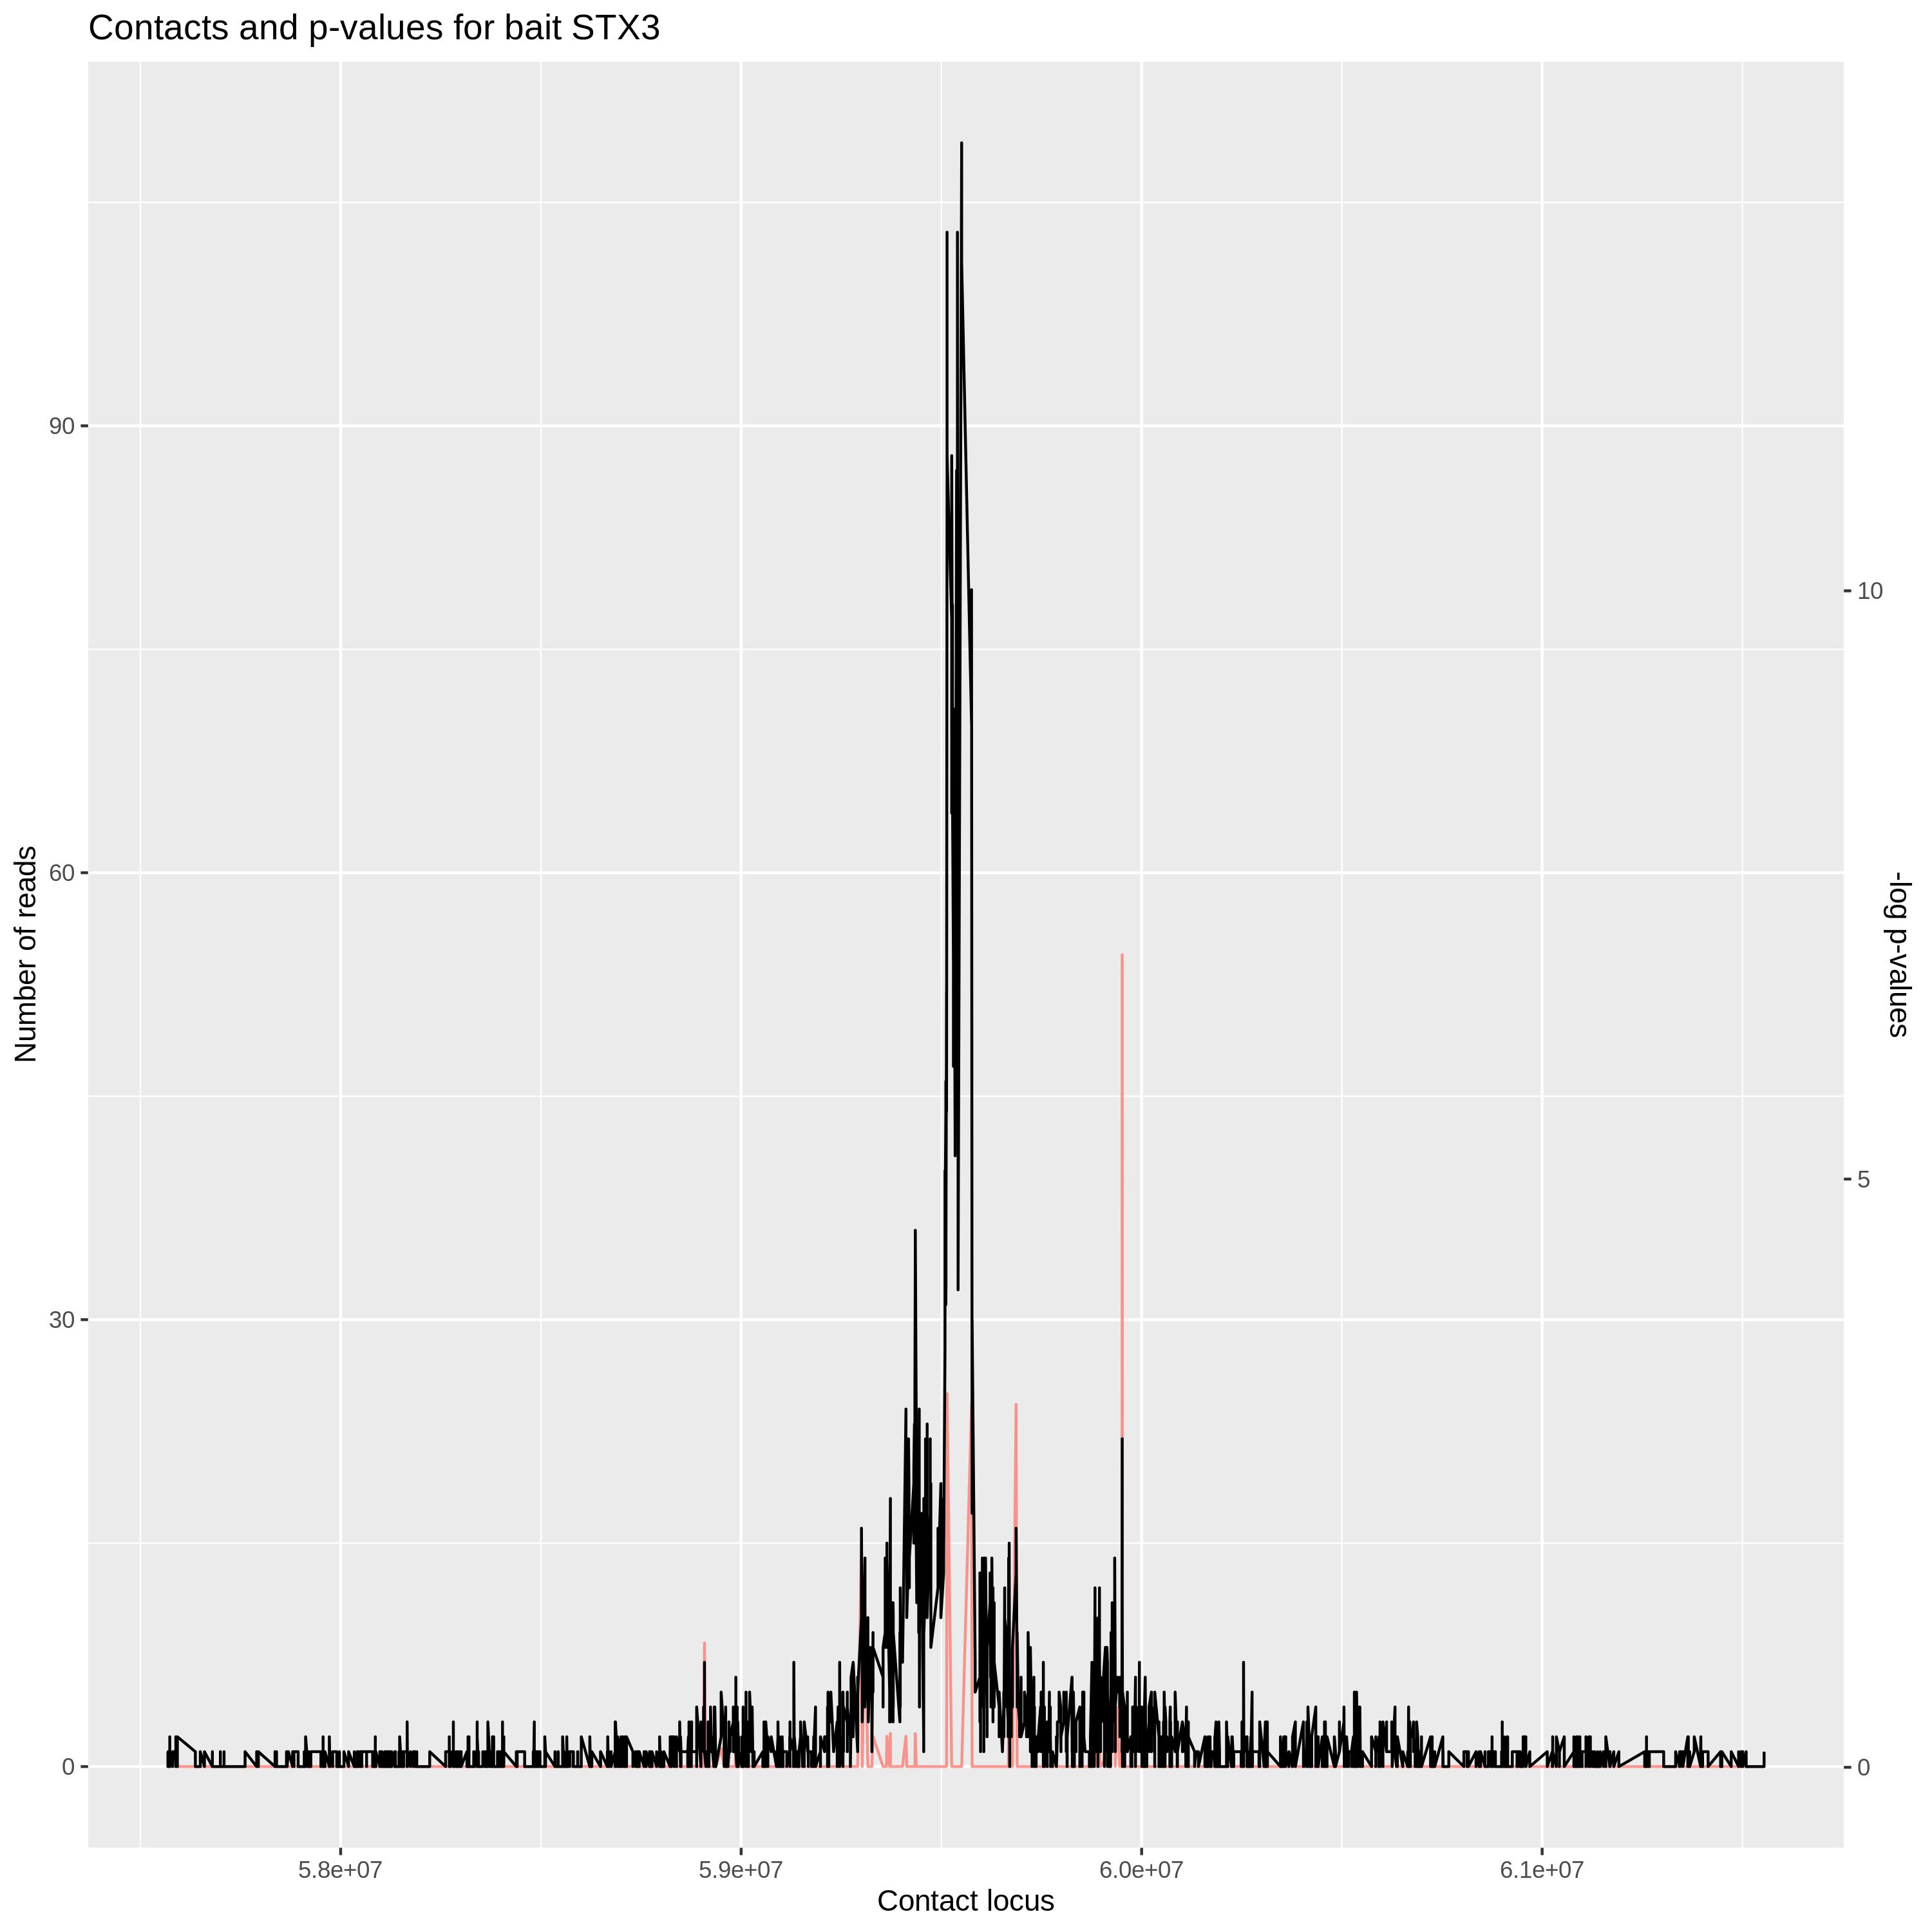 Contacts and p-values for bait STX3
90
60
30
0
Number of reads
10
5
0
-log p-values
5.8e+07
5.9e+07
6.0e+07
6.1e+07
Contact locus